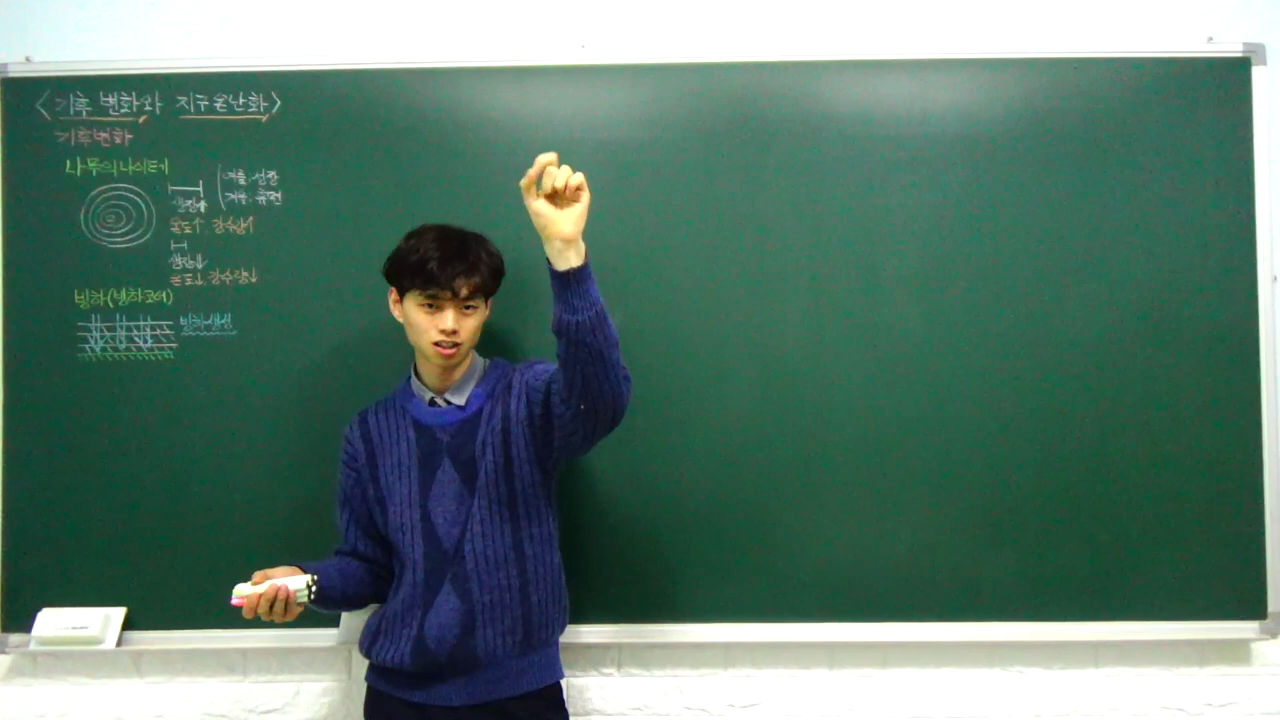 <기후 변화와 지구온난화>
기후변화
나무의 나이테
생장↑
여름: 성장
겨울: 휴면
온도↑ 강수량↑
생장↓
온도↓ 강수량↓
빙하(빙하코어)
빙하생성